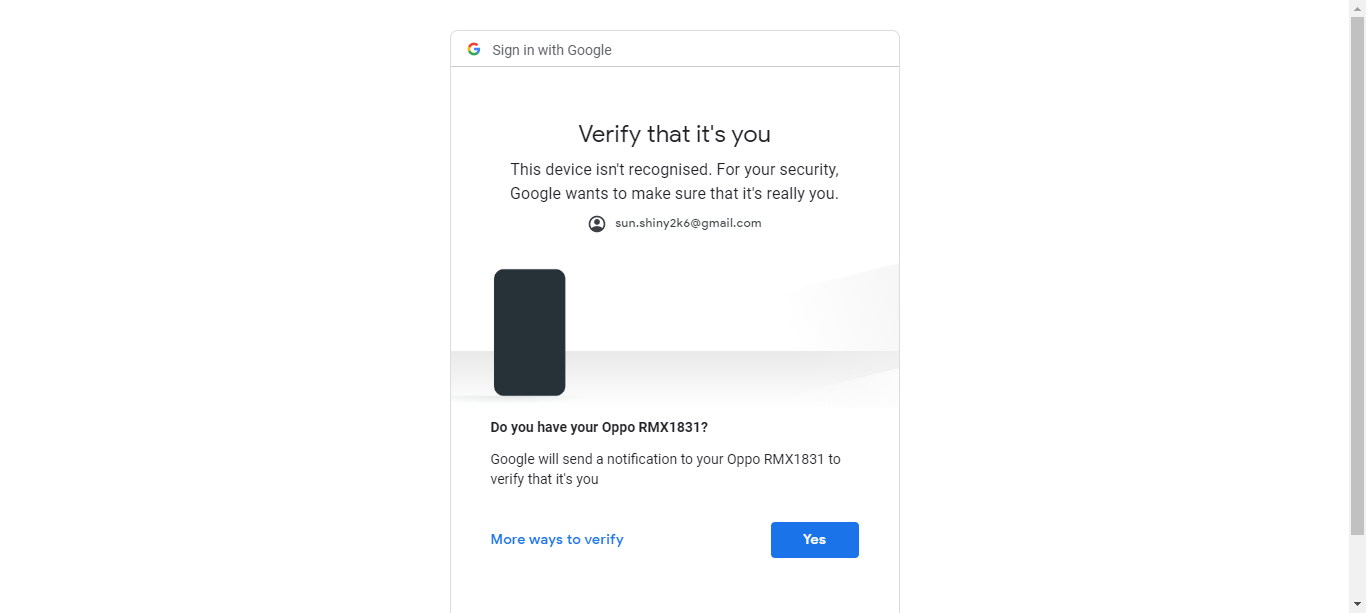 Sign in with Google
Verify that it's you
This device isn't recognised. For your security,
Google wants to make sure that it's really you.
sun.shiny2k6@gmail.com
Do you have your Oppo RMX1831?
Google will send a notification to your Oppo RMX1831 to
verify that it's you
More ways to verify
Yes